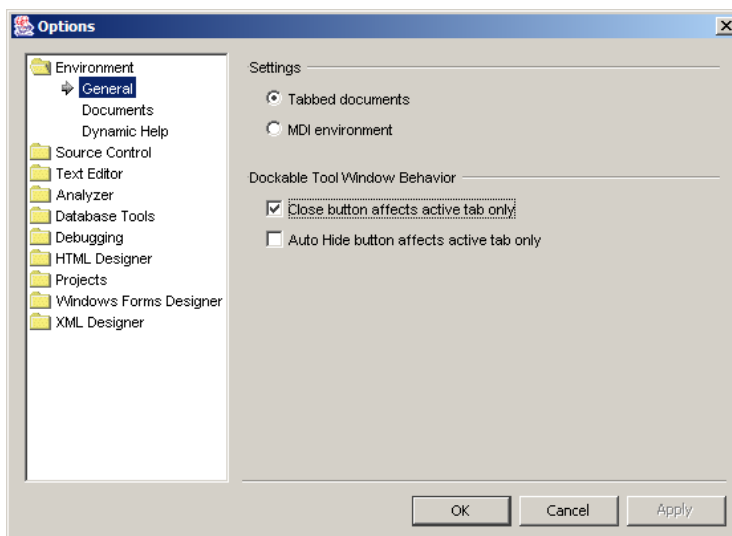 Options
Environment
General
Documents
Dynamic Help
Source Control
Text Editor
Analyzer
Database Tools
Debugging
HTML Designer
Projects
Windows Forms Designer
XML Designer
Settings
Tabbed documents
MDI environment
Dockable Tool Window Behavior
Close button affects active tab only
Auto Hide button affects active tab only
OK
Cancel
Apply